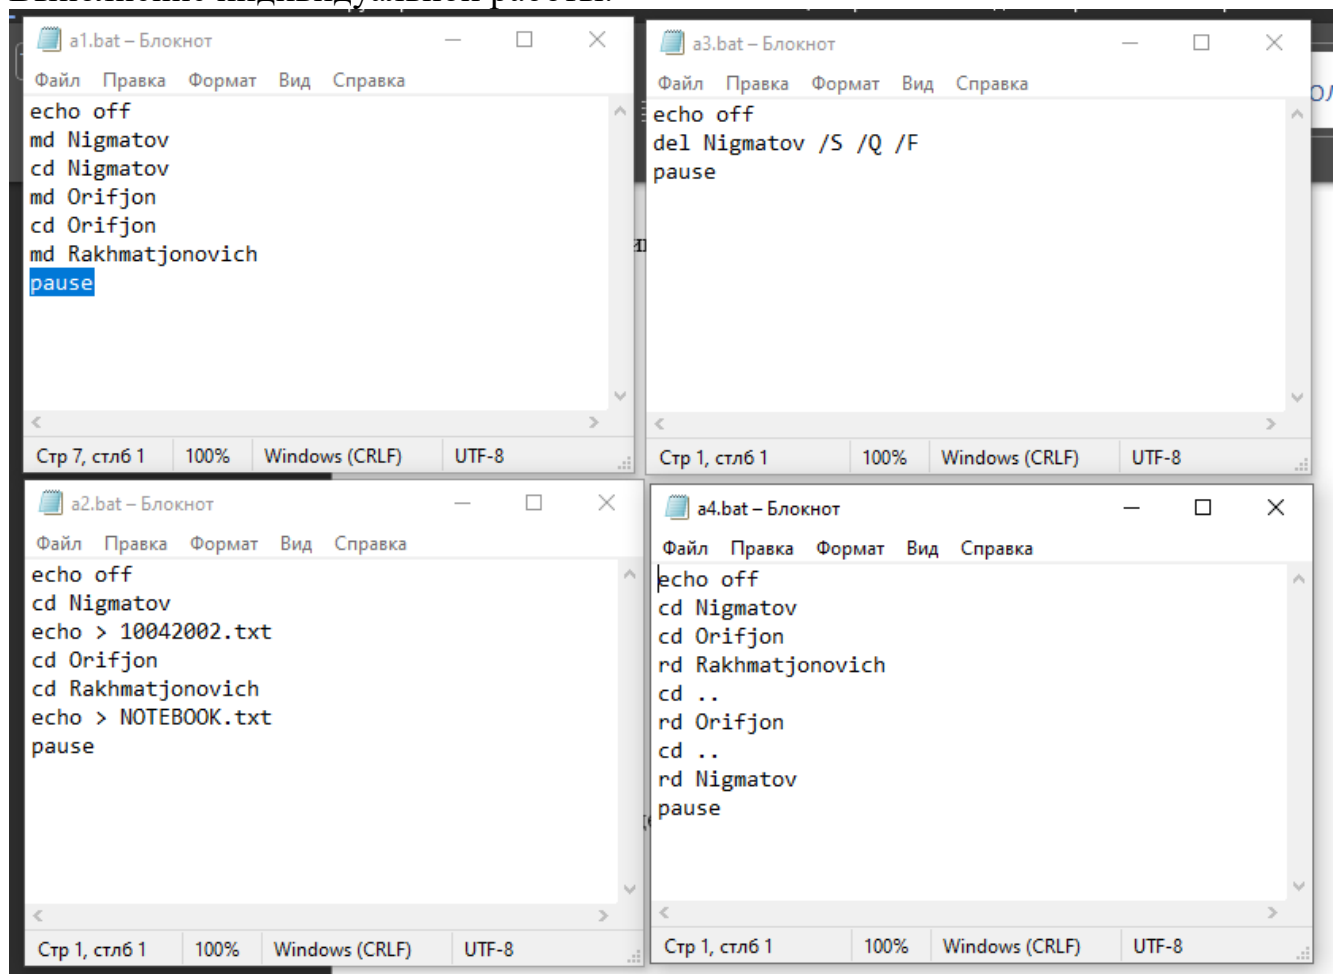 Выполнение индивидуальной работы.
a1.bat – Блокнот
Файл Правка Формат Вид Справка
echo off
md Nigmatov
cd Nigmatov
md Orifjon
cd Orifjon
md Rakhmatjonovich
pause
Стр 7, стлб 1 100% Windows (CRLF) UTF-8
a3.bat – Блокнот
Файл Правка Формат Вид Справка
echo off
del Nigmatov /S /Q /F
pause
Стр 1, стлб 1 100% Windows (CRLF) UTF-8
a2.bat – Блокнот
Файл Правка Формат Вид Справка
echo off
cd Nigmatov
echo > 10042002.txt
cd Orifjon
cd Rakhmatjonovich
echo > NOTEBOOK.txt
pause
Стр 1, стлб 1 100% Windows (CRLF) UTF-8
a4.bat – Блокнот
Файл Правка Формат Вид Справка
echo off
cd Nigmatov
cd Orifjon
rd Rakhmatjonovich
cd ..
rd Orifjon
cd ..
rd Nigmatov
pause
Стр 1, стлб 1 100% Windows (CRLF) UTF-8